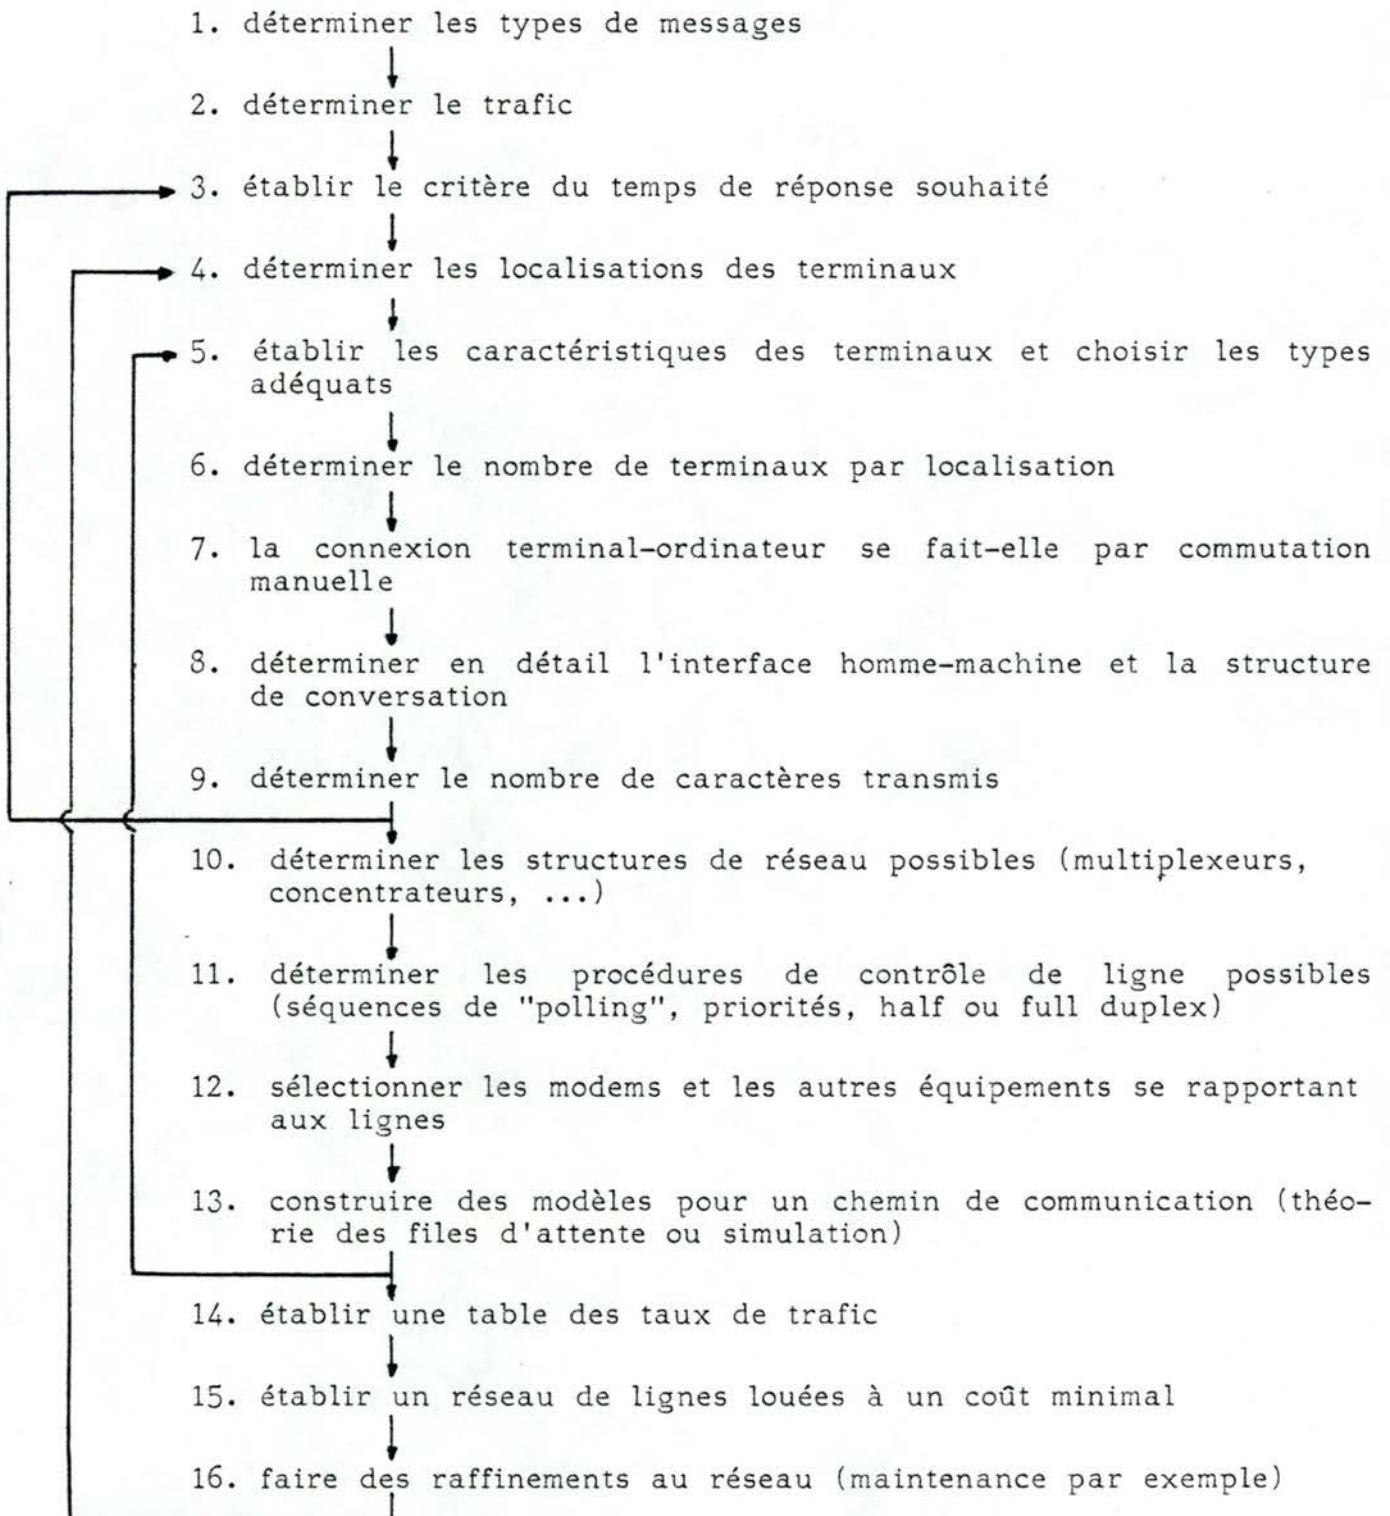 1. déterminer les types de messages
2. déterminer le trafic
3. établir le critère du temps de réponse souhaité
4. déterminer les localisations des terminaux
5. établir les caractéristiques des terminaux et choisir les types
adéquats
6. déterminer le nombre de terminaux par localisation
7. la connexion terminal-ordinateur se fait-elle par commutation
manuelle
8. déterminer en détail l'interface homme-machine et la structure
de conversation
9. déterminer le nombre de caractères transmis
10. déterminer les structures de réseau possibles (multiplexeurs,
concentrateurs, ...)
11. déterminer les procédures de contrôle de ligne possibles
(séquences de "polling", priorités, half ou full duplex)
12. sélectionner les modems et les autres équipements se rapportant
aux lignes
13. construire des modèles pour un chemin de communication (théo-
rie des files d'attente ou simulation)
14. établir une table des taux de trafic
15. établir un réseau de lignes louées à un coût minimal
16. faire des raffinements au réseau (maintenance par exemple)